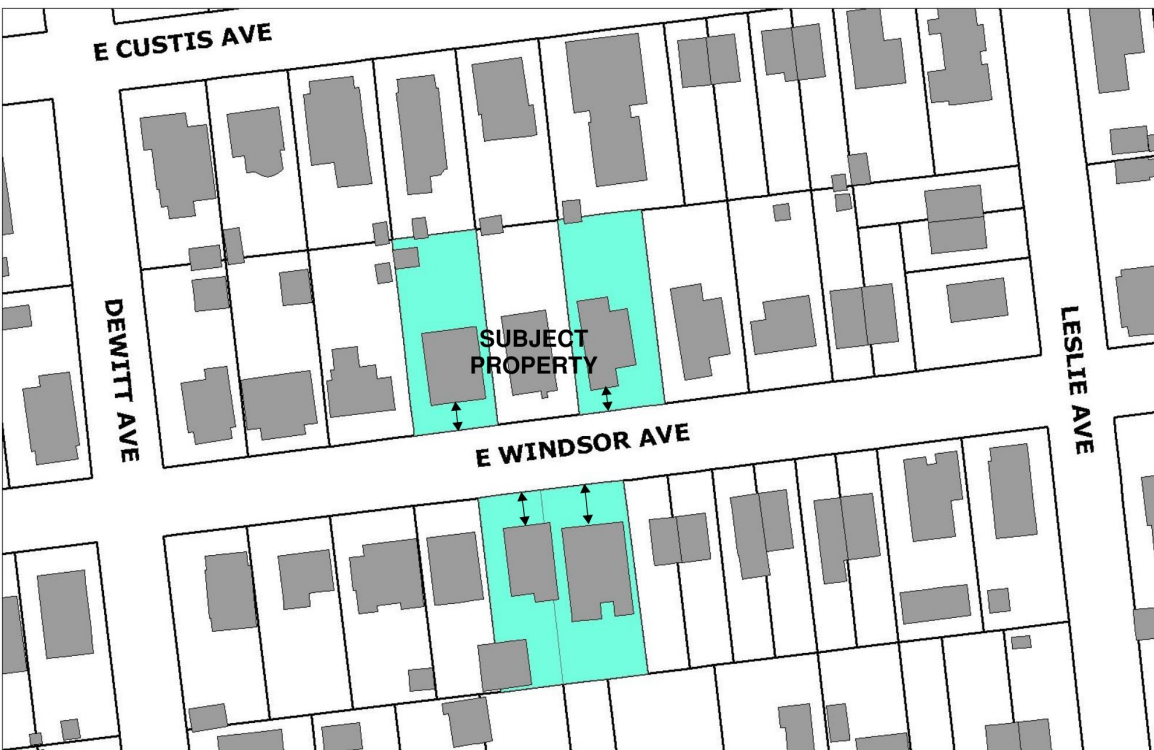 E CUSTIS AVE
DEWITT AVE
SUBJECT
PROPERTY
LESLIE AVE
E WINDSOR AVE